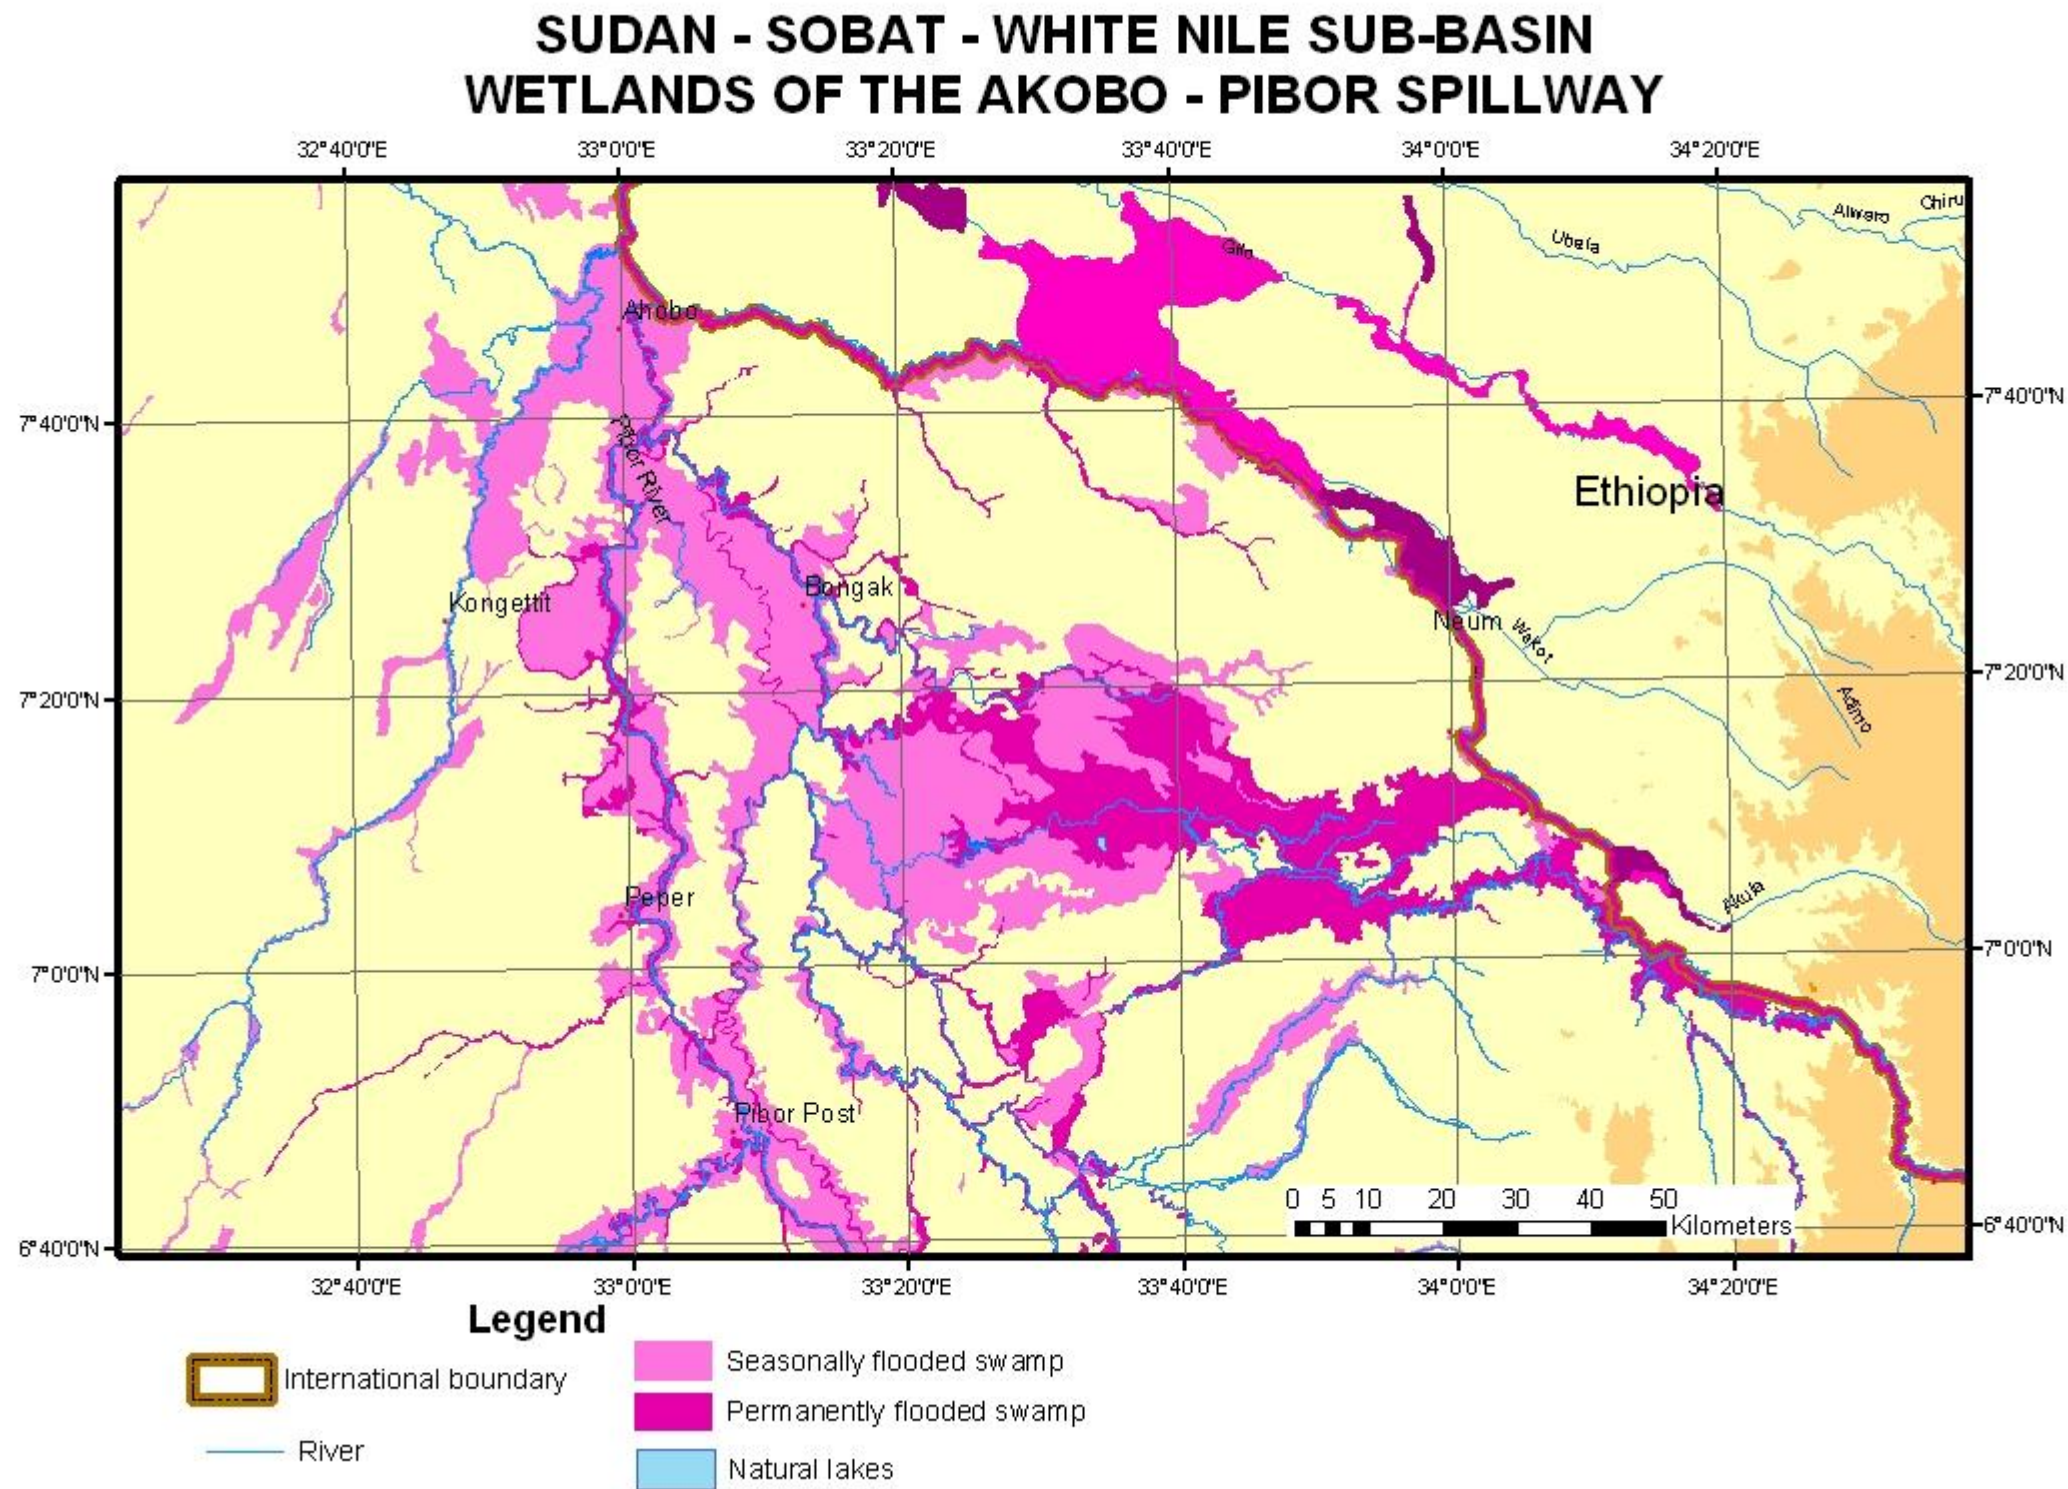 SUDAN - SOBAT - WHITE NILE SUB-BASIN
WETLANDS OF THE AKOBO - PIBOR SPILLWAY
32°40'0"E 33°0'0"E 33°20'0"E 33°40'0"E 34°0'0"E 34°20'0"E
Alwero
Chiru
Ubela
Gilo
Akobo
7°40'0"N
7°40'0"N
Pibor River
Ethiopia
Bongak
Kongettit
Neum
Wakot
7°20'0"N
7°20'0"N
Adimo
Peper
Akula
7°0'0"N
7°0'0"N
Pibor Post
0 5 10 20 30 40 50
Kilometers
6°40'0"N
6°40'0"N
32°40'0"E 33°0'0"E 33°20'0"E 33°40'0"E 34°0'0"E 34°20'0"E
Legend
International boundary
River
Seasonally flooded swamp
Permanently flooded swamp
Natural lakes